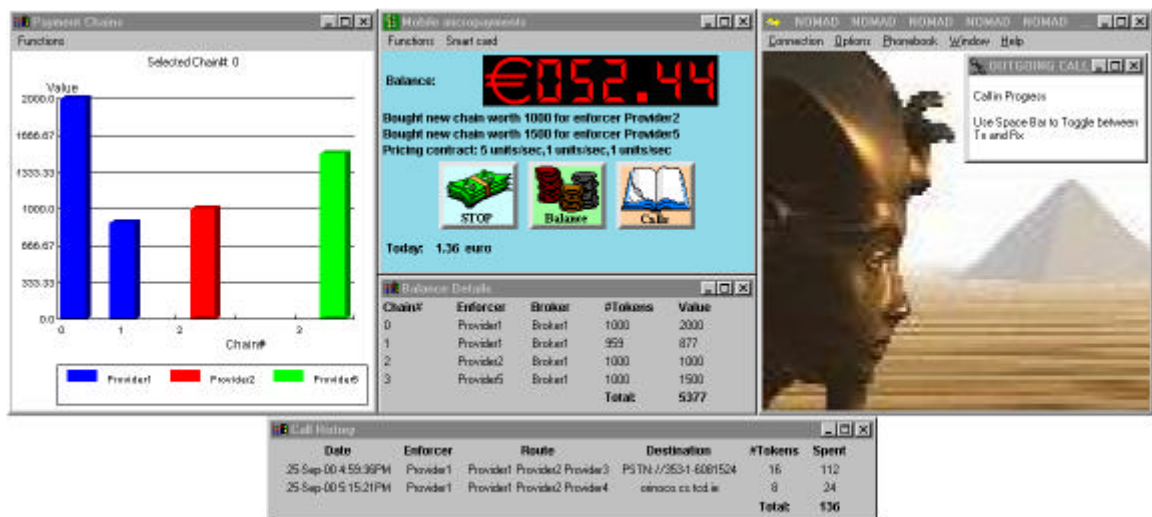 Payment Chains
Functions
Selected Chain#: 0
Value
2000.0
1666.67
1333.33
1000.0
666.67
333.33
0.0
0 1 2 2
Chain#
Provider1 Provider2 Provider5
Mobile micropayments
Functions Smart card
Balance: €052.44
Bought new chain worth 1000 for enforcer Provider2
Bought new chain worth 1500 for enforcer Provider5
Pricing contract: 5 units/sec,1 units/sec,1 units/sec
STOP Balance Calls
Today: 1.36 euro
Balance Details
Chain# Enforcer Broker #Tokens Value
0 Provider1 Broker1 1000 2000
1 Provider1 Broker1 959 877
2 Provider2 Broker1 1000 1000
3 Provider5 Broker1 1000 1500
Total: 5377
NOMAD NOMAD NOMAD NOMAD NOMAD
Connection Options Phonebook Window Help
OUTGOING CALL
Call in Progress
Use Space Bar to Toggle between
Tx and Rx
Call History
Date Enforcer Route Destination #Tokens Spent
25-Sep-00 4:59:36PM Provider1 Provider1 Provider2 Provider3 PSTN://353-1-6081524 16 112
25-Sep-00 5:15:21PM Provider1 Provider1 Provider2 Provider4 orinoco.cs.tcd.ie 8 24
Total: 136